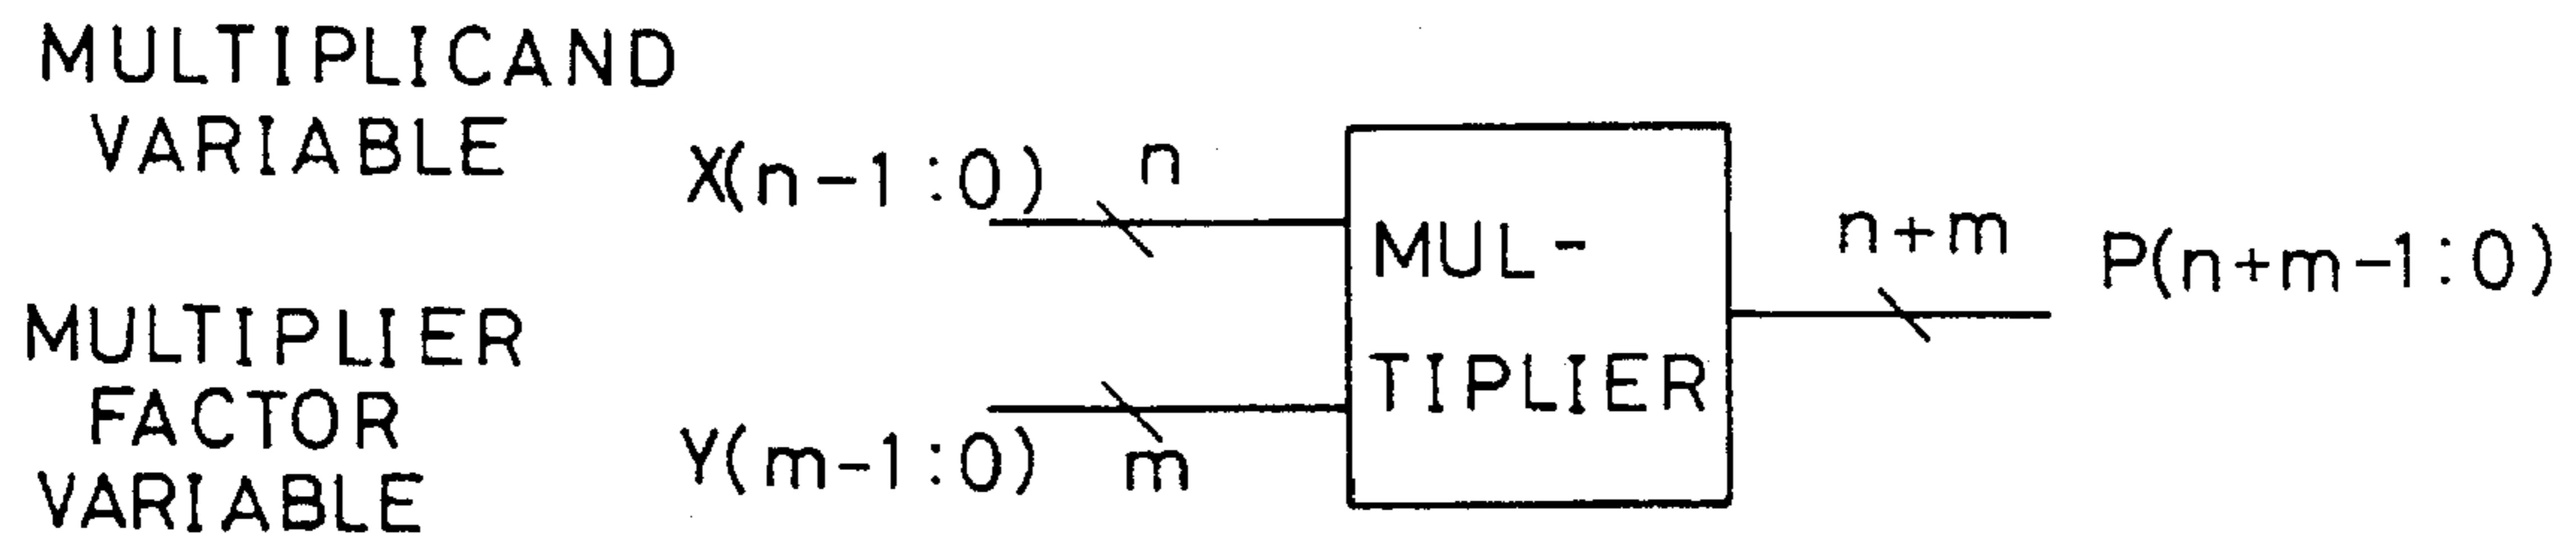 MULTIPLICAND
VARIABLE
X(n-1:0)
n
MULTIPLIER
FACTOR
VARIABLE
Y(m-1:0)
m
MUL-
TIPLIER
n+m
P(n+m-1:0)